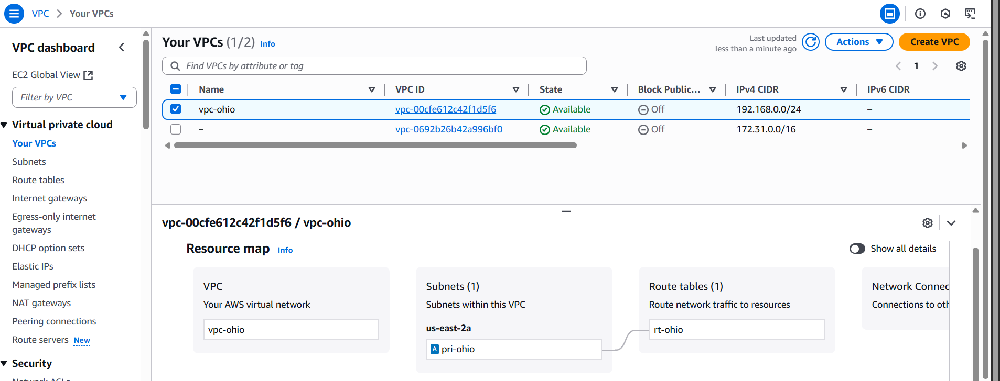 VPC > Your VPCs
VPC dashboard
EC2 Global View
Filter by VPC
Virtual private cloud
Your VPCs
Subnets
Route tables
Internet gateways
Egress-only internet
gateways
DHCP option sets
Elastic IPs
Managed prefix lists
NAT gateways
Peering connections
Route servers New
Security
Your VPCs (1/2) Info
Last updated
less than a minute ago
Actions
Create VPC
Find VPCs by attribute or tag
1
Name VPC ID State Block Public... IPv4 CIDR IPv6 CIDR
vpc-ohio vpc-00cfe612c42f1d5f6 Available Off 192.168.0.0/24 –
– vpc-0692b26b42a996bf0 Available Off 172.31.0.0/16 –
vpc-00cfe612c42f1d5f6 / vpc-ohio
Resource map Info
Show all details
VPC
Your AWS virtual network
vpc-ohio
Subnets (1)
Subnets within this VPC
us-east-2a
A pri-ohio
Route tables (1)
Route network traffic to resources
rt-ohio
Network Connec
Connections to oth